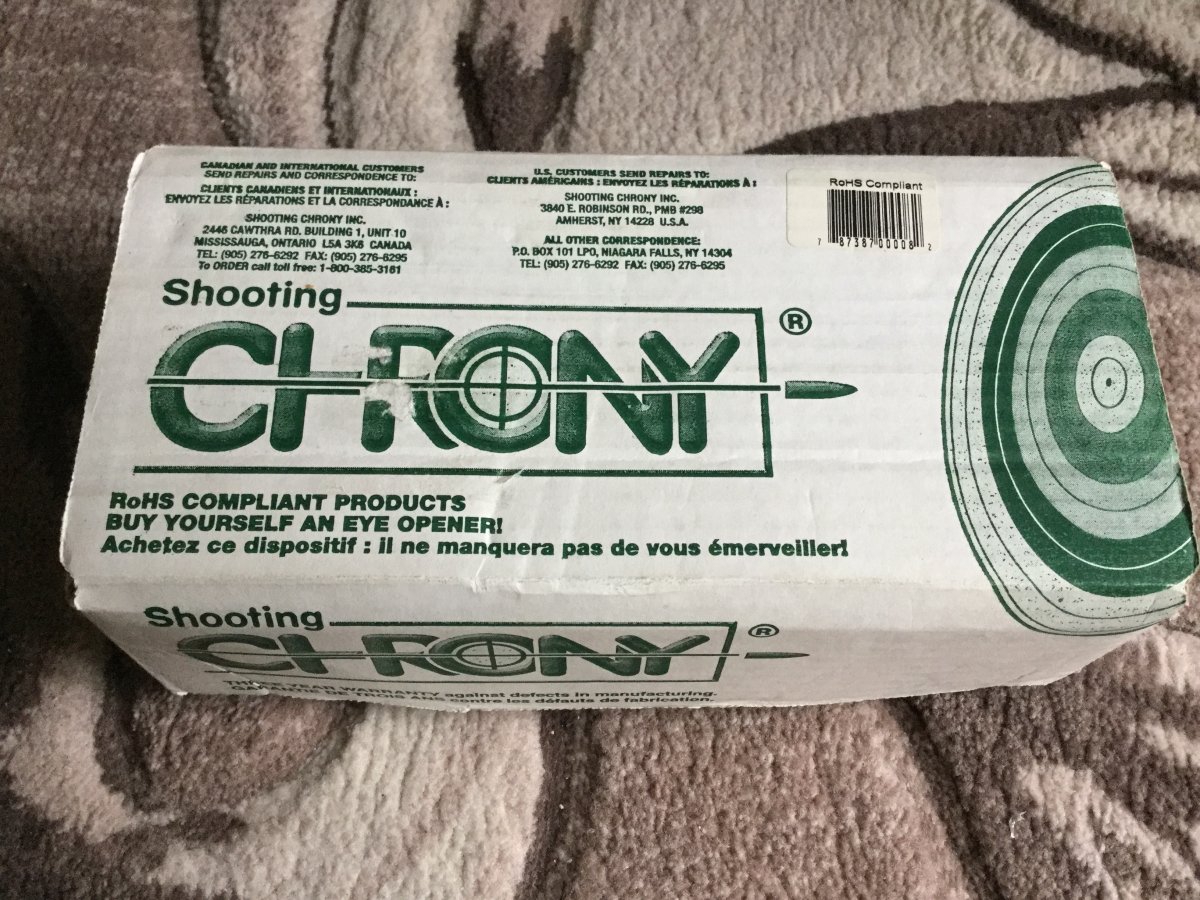 CANADIAN AND INTERNATIONAL CUSTOMERS
SEND REPAIRS AND CORRESPONDENCE TO:
CLIENTS CANADIENS ET INTERNATIONAUX :
ENVOYEZ LES RÉPARATIONS ET LA CORRESPONDANCE À :
SHOOTING CHRONY INC.
2446 CAWTHRA RD. BUILDING 1, UNIT 10
MISSISSAUGA, ONTARIO L5A 3K6 CANADA
TEL: (905) 276-6292 FAX: (905) 276-6295
To ORDER call toll free: 1-800-385-3161
U.S. CUSTOMERS SEND REPAIRS TO:
CLIENTS AMÉRICAINS : ENVOYEZ LES RÉPARATIONS À :
SHOOTING CHRONY INC.
3840 E. ROBINSON RD., PMB #298
AMHERST, NY 14228 U.S.A.
ALL OTHER CORRESPONDENCE:
P.O. BOX 101 LPO, NIAGARA FALLS, NY 14304
TEL: (905) 276-6292 FAX: (905) 276-6295
RoHS Compliant
7 87387 00008 2
Shooting
CHRONY ®
RoHS COMPLIANT PRODUCTS
BUY YOURSELF AN EYE OPENER!
Achetez ce dispositif : il ne manquera pas de vous émerveiller!
Shooting
CHRONY ®
WARRANTY against defects in manufacturing.
contre les défauts de fabrication.